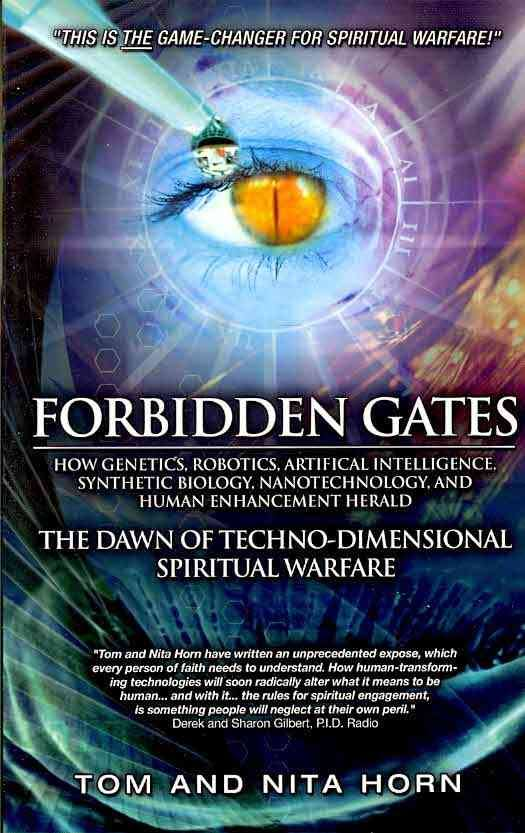 "THIS IS THE GAME-CHANGER FOR SPIRITUAL WARFARE!"
FORBIDDEN GATES
HOW GENETICS, ROBOTICS, ARTIFICAL INTELLIGENCE,
SYNTHETIC BIOLOGY, NANOTECHNOLOGY, AND
HUMAN ENHANCEMENT HERALD
THE DAWN OF TECHNO-DIMENSIONAL
SPIRITUAL WARFARE
"Tom and Nita Horn have written an unprecedented expose, which
every person of faith needs to understand. How human-transform-
ing technologies will soon radically alter what it means to be
human... and with it... the rules for spiritual engagement,
is something people will neglect at their own peril."
Derek and Sharon Gilbert, P.I.D. Radio
TOM AND NITA HORN